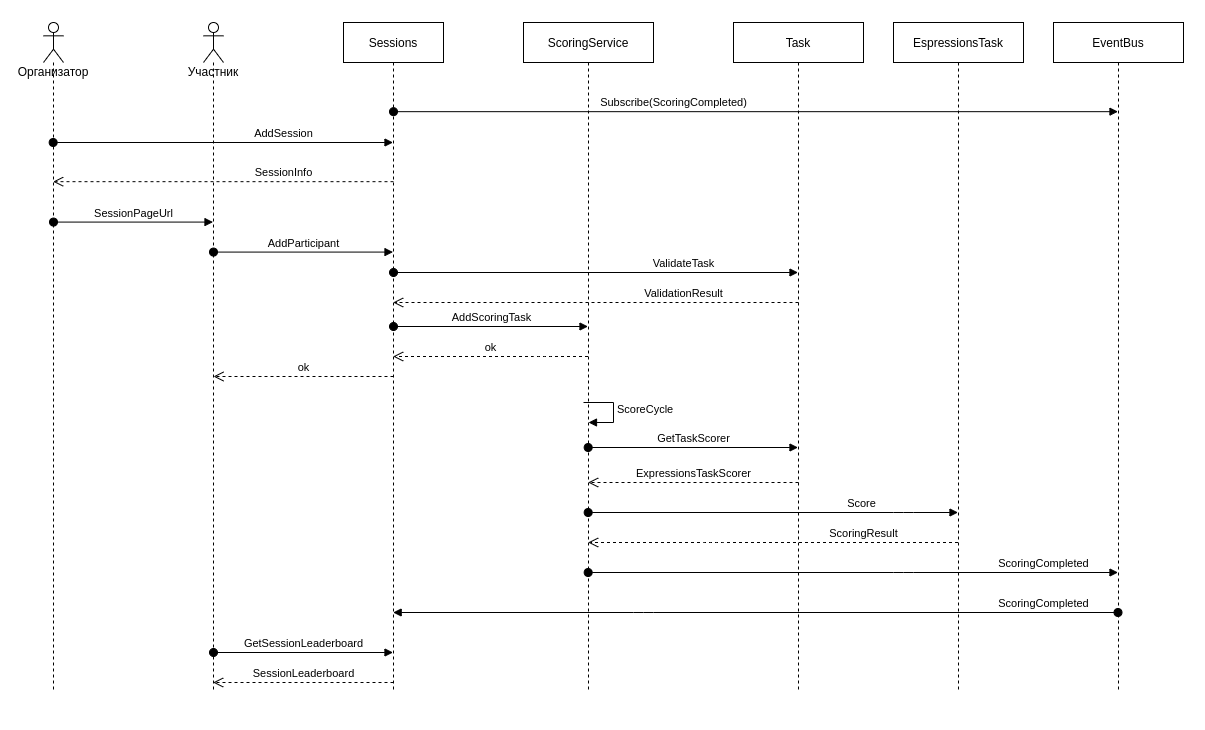 Организатор
Участник
Sessions
ScoringService
Task
EspressionsTask
EventBus
Subscribe(ScoringCompleted)
AddSession
SessionInfo
SessionPageUrl
AddParticipant
ValidateTask
ValidationResult
AddScoringTask
ok
ok
ScoreCycle
GetTaskScorer
ExpressionsTaskScorer
Score
ScoringResult
ScoringCompleted
ScoringCompleted
GetSessionLeaderboard
SessionLeaderboard